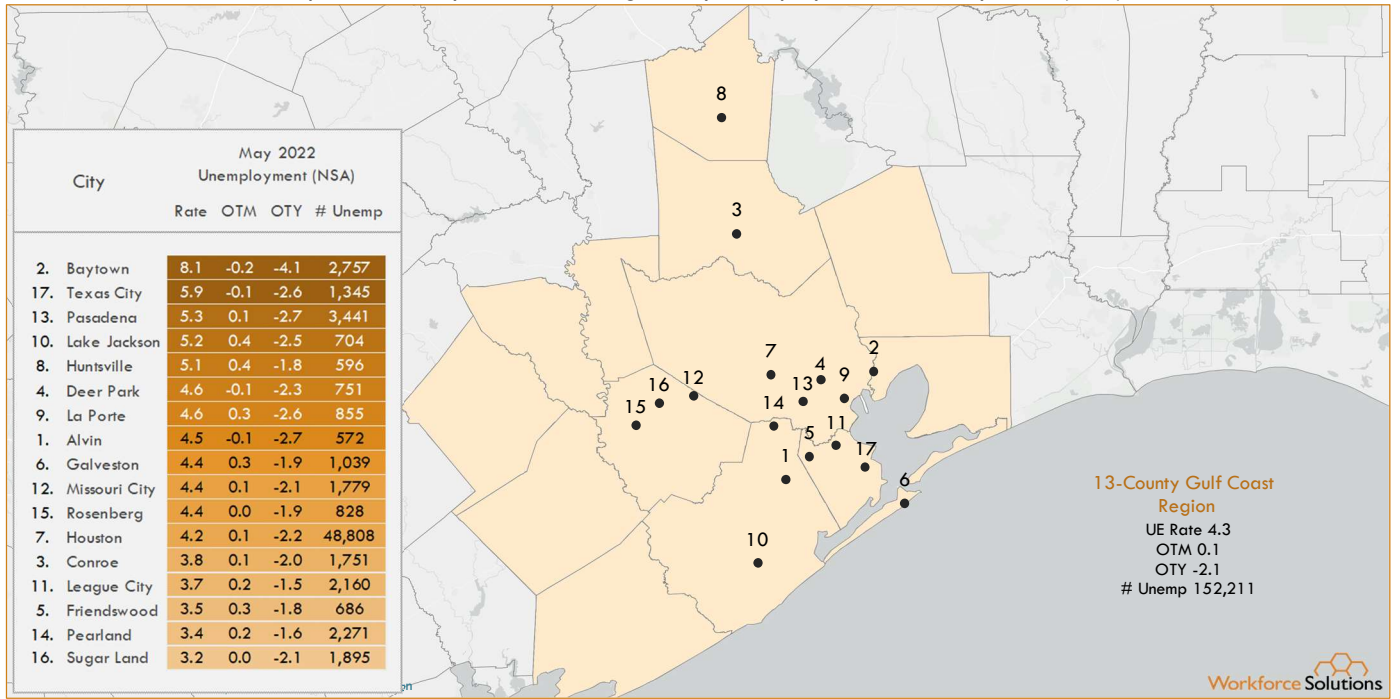 May 2022
Unemployment (NSA)
City
Rate OTM OTY # Unemp
2. Baytown 8.1 -0.2 -4.1 2,757
17. Texas City 5.9 -0.1 -2.6 1,345
13. Pasadena 5.3 0.1 -2.7 3,441
10. Lake Jackson 5.2 0.4 -2.5 704
8. Huntsville 5.1 0.4 -1.8 596
4. Deer Park 4.6 -0.1 -2.3 751
9. La Porte 4.6 0.3 -2.6 855
1. Alvin 4.5 -0.1 -2.7 572
6. Galveston 4.4 0.3 -1.9 1,039
12. Missouri City 4.4 0.1 -2.1 1,779
15. Rosenberg 4.4 0.0 -1.9 828
7. Houston 4.2 0.1 -2.2 48,808
3. Conroe 3.8 0.1 -2.0 1,751
11. League City 3.7 0.2 -1.5 2,160
5. Friendswood 3.5 0.3 -1.8 686
14. Pearland 3.4 0.2 -1.6 2,271
16. Sugar Land 3.2 0.0 -2.1 1,895
8
3
7
4
2
16
12
13
9
15
14
5
11
1
17
6
10
13-County Gulf Coast
Region
UE Rate 4.3
OTM 0.1
OTY -2.1
# Unemp 152,211
Workforce Solutions